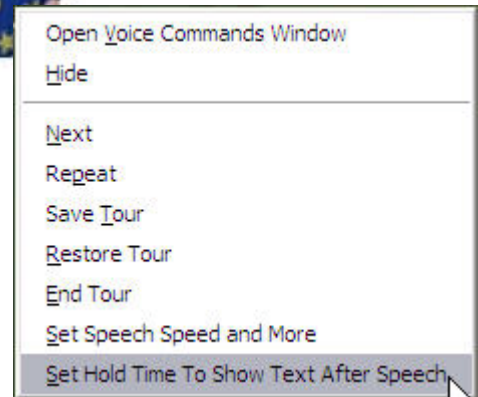 Open Voice Commands Window
Hide
Next
Repeat
Save Tour
Restore Tour
End Tour
Set Speech Speed and More
Set Hold Time To Show Text After Speech